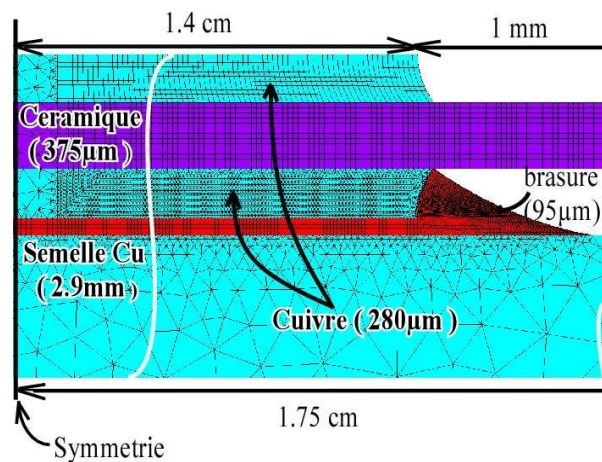 1.4 cm
1 mm
Ceramique
(375µm)
brasure
(95µm)
Semelle Cu
(2.9mm)
Cuivre (280µm)
1.75 cm
Symmetrie